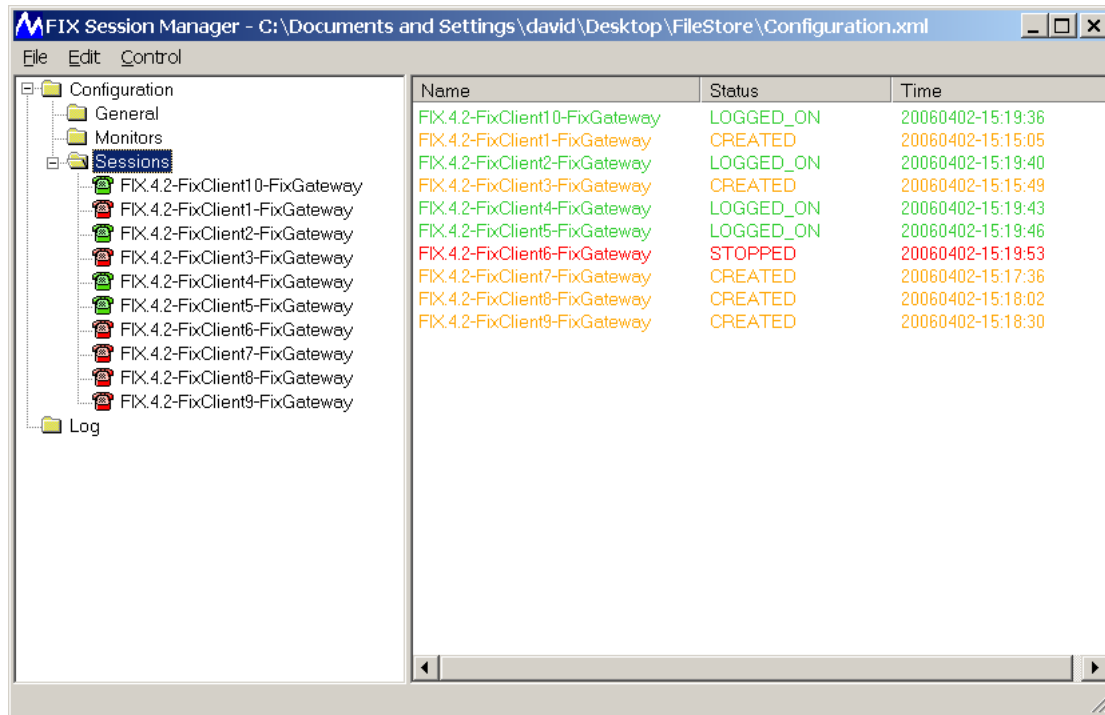 FIX Session Manager - C:\Documents and Settings\david\Desktop\FileStore\Configuration.xml
File Edit Control
Configuration
General
Monitors
Sessions
FIX.4.2-FixClient10-FixGateway
FIX.4.2-FixClient1-FixGateway
FIX.4.2-FixClient2-FixGateway
FIX.4.2-FixClient3-FixGateway
FIX.4.2-FixClient4-FixGateway
FIX.4.2-FixClient5-FixGateway
FIX.4.2-FixClient6-FixGateway
FIX.4.2-FixClient7-FixGateway
FIX.4.2-FixClient8-FixGateway
FIX.4.2-FixClient9-FixGateway
Log
Name Status Time
FIX.4.2-FixClient10-FixGateway LOGGED_ON 20060402-15:19:36
FIX.4.2-FixClient1-FixGateway CREATED 20060402-15:15:05
FIX.4.2-FixClient2-FixGateway LOGGED_ON 20060402-15:19:40
FIX.4.2-FixClient3-FixGateway CREATED 20060402-15:15:49
FIX.4.2-FixClient4-FixGateway LOGGED_ON 20060402-15:19:43
FIX.4.2-FixClient5-FixGateway LOGGED_ON 20060402-15:19:46
FIX.4.2-FixClient6-FixGateway STOPPED 20060402-15:19:53
FIX.4.2-FixClient7-FixGateway CREATED 20060402-15:17:36
FIX.4.2-FixClient8-FixGateway CREATED 20060402-15:18:02
FIX.4.2-FixClient9-FixGateway CREATED 20060402-15:18:30